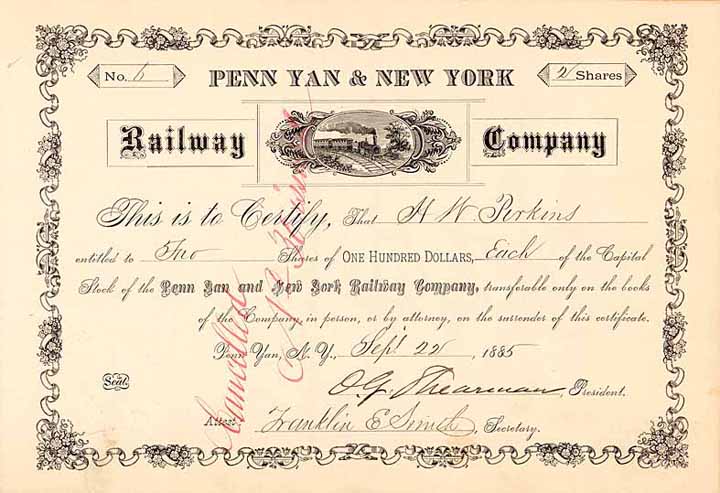 No. 6
PENN YAN & NEW YORK
2 Shares
Railway Company
This is to Certify, That H W Perkins
entitled to Two Shares of ONE HUNDRED DOLLARS, Each of the Capital
Stock of the Penn Yan and New York Railway Company, transferable only on the books
of the Company, in person, or by attorney, on the surrender of this certificate.
Penn Yan, N. Y., Sept 22, 1885
O. G. Shearman, President.
Seal.
Attest Franklin E Smith, Secretary.
Cancelled